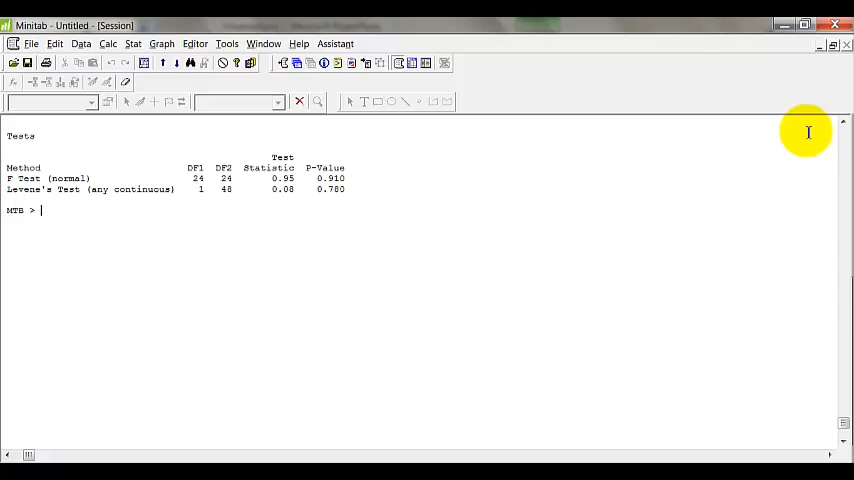 Minitab - Untitled - [Session]
File Edit Data Calc Stat Graph Editor Tools Window Help Assistant
Tests
Test
Method DF1 DF2 Statistic P-Value
F Test (normal) 24 24 0.95 0.910
Levene's Test (any continuous) 1 48 0.08 0.780
MTB >